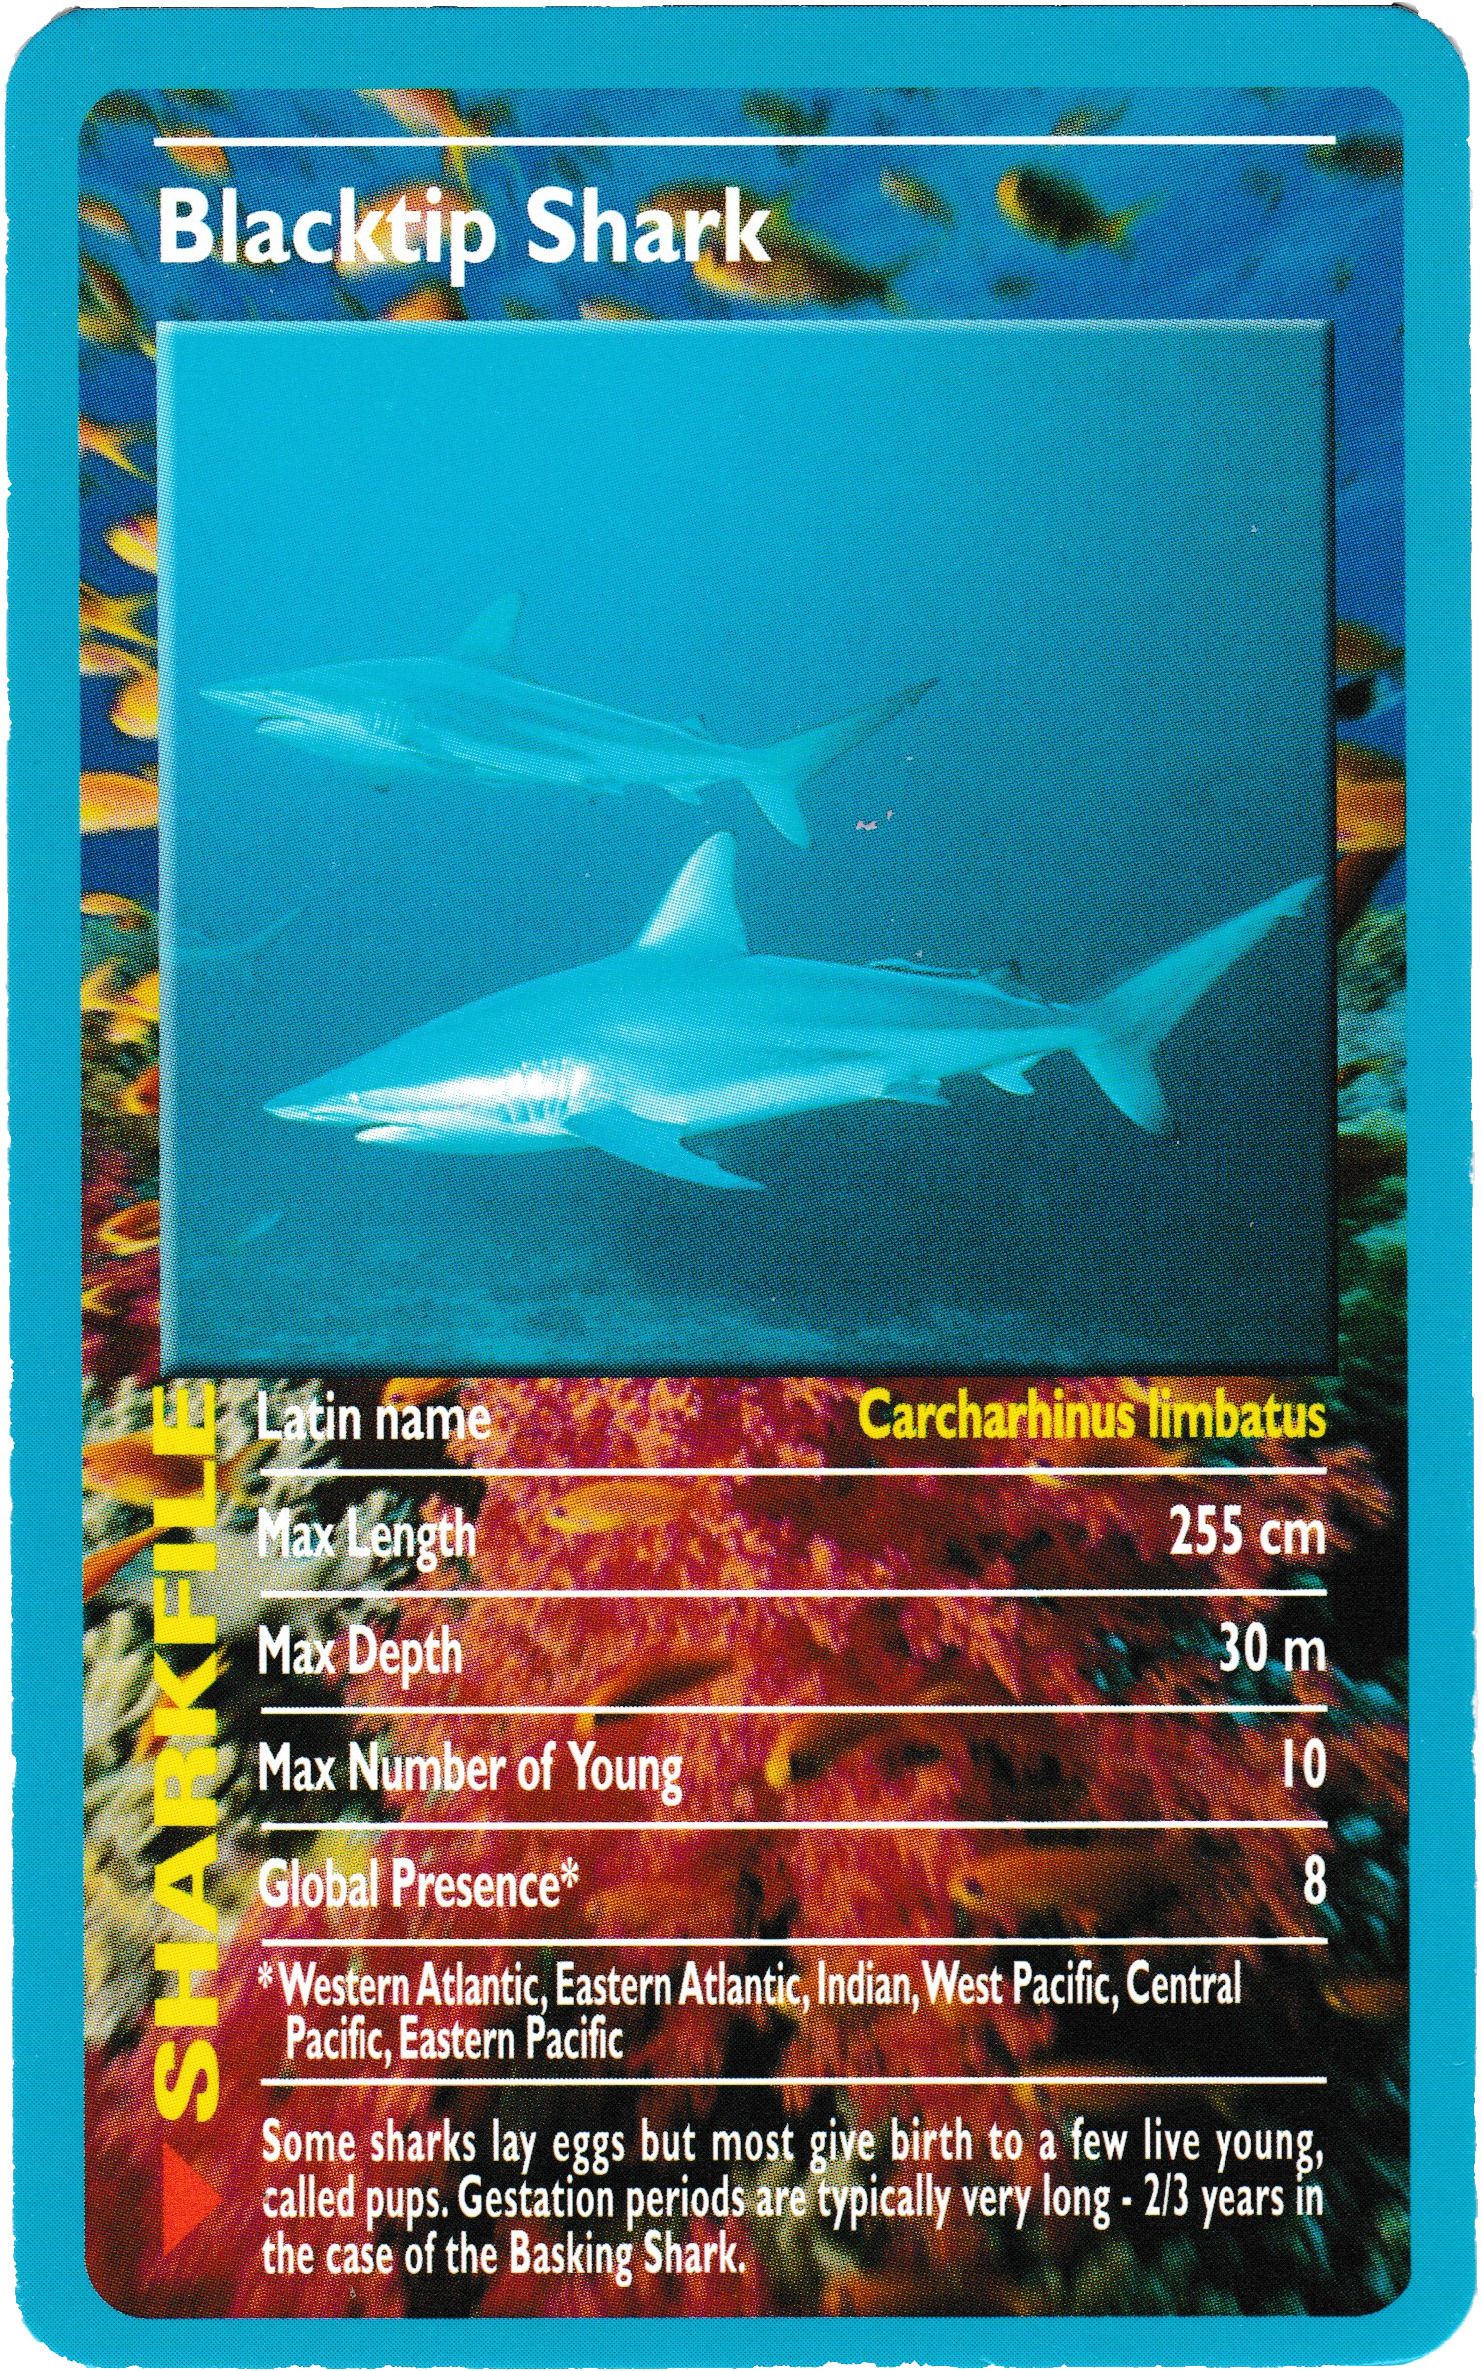 Blacktip Shark
SHARKFILE
Latin name Carcharhinus limbatus
Max Length 255 cm
Max Depth 30 m
Max Number of Young 10
Global Presence* 8
*Western Atlantic, Eastern Atlantic, Indian, West Pacific, Central
Pacific, Eastern Pacific
Some sharks lay eggs but most give birth to a few live young,
called pups. Gestation periods are typically very long - 2/3 years in
the case of the Basking Shark.